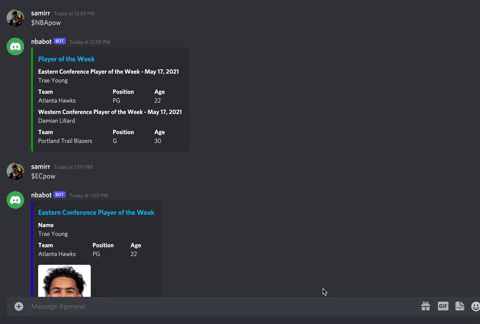 samirr Today at 12:59 PM
$NBApow
nbabot BOT Today at 12:59 PM
Player of the Week
Eastern Conference Player of the Week - May 17, 2021
Trae Young
Team Position Age
Atlanta Hawks PG 22
Western Conference Player of the Week - May 17, 2021
Damian Lillard
Team Position Age
Portland Trail Blazers G 30
samirr Today at 1:00 PM
$ECpow
nbabot BOT Today at 1:00 PM
Eastern Conference Player of the Week
Name
Trae Young
Team Position Age
Atlanta Hawks PG 22
Message #general
GIF